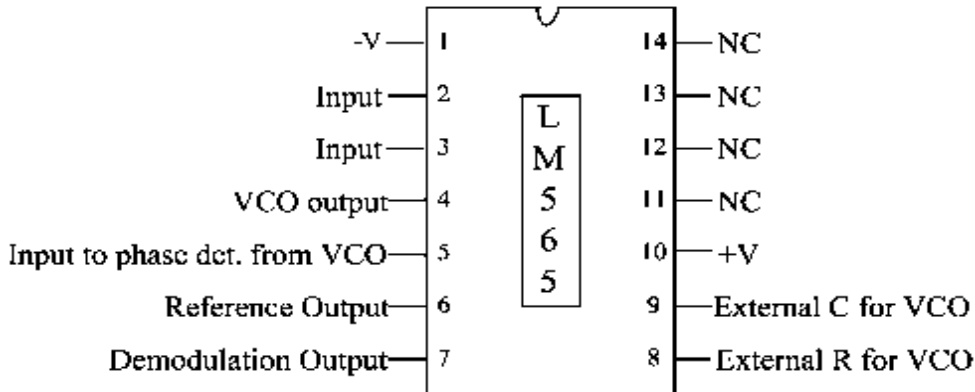 -V 1 14 NC
Input 2 13 NC
Input 3 12 NC
VCO output 4 11 NC
Input to phase det. from VCO 5 10 +V
Reference Output 6 9 External C for VCO
Demodulation Output 7 8 External R for VCO
L
M
5
6
5